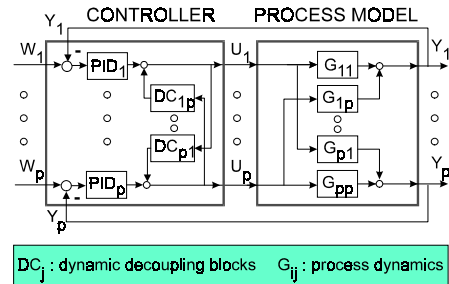 CONTROLLER PROCESS MODEL
Y1 Y1
W1 - PID1 U1 G11
DC1p G1p
DCp1 Gp1
Wp PIDp Up Gpp Yp
-
Yp
DCj : dynamic decoupling blocks Gij : process dynamics